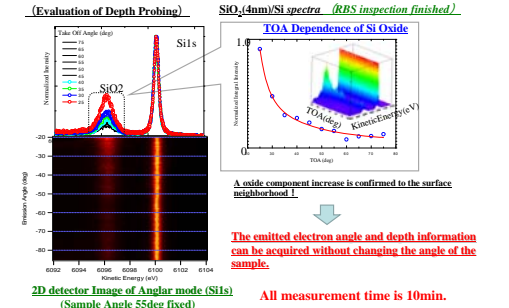 (Evaluation of Depth Probing)
SiO2(4nm)/Si spectra (RBS inspection finished)
Take Off Angle (deg)
75
Si1s
SiO2
Normalized Intensity
30
25
TOA Dependence of Si Oxide
1.0
0
Normalized Integral Intensity
TOA (deg)
TOA(deg)
KineticEnergy(eV)
-20
-30
-40
-50
-60
-70
-80
Emission Angle (deg)
6092 6094 6096 6098 6100 6102 6104
Kinetic Energy (eV)
2D detector Image of Anglar mode (Si1s)
(Sample Angle 55deg fixed)
A oxide component increase is confirmed to the surface
neighborhood !
The emitted electron angle and depth information
can be acquired without changing the angle of the
sample.
All measurement time is 10min.